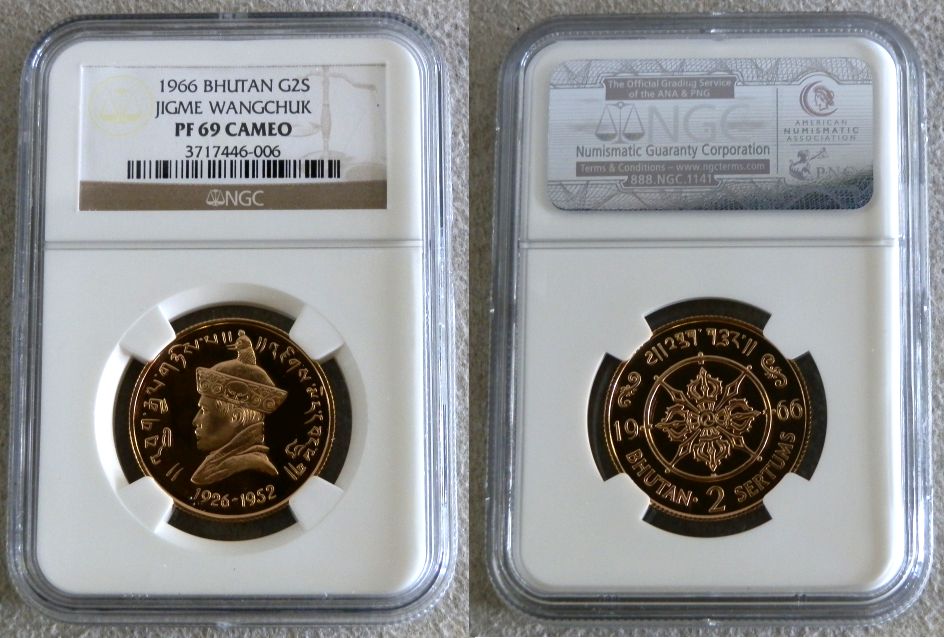 1966 BHUTAN G2S
JIGME WANGCHUK
PF 69 CAMEO
3717446-006
NGC
1926-1952
The Official Grading Service
of the ANA & PNG
NGC
Numismatic Guaranty Corporation
Terms & Conditions – www.ngcterms.com
888.NGC.1141
AMERICAN
NUMISMATIC
ASSOCIATION
PNG
19 66
BHUTAN · 2 SERTUMS